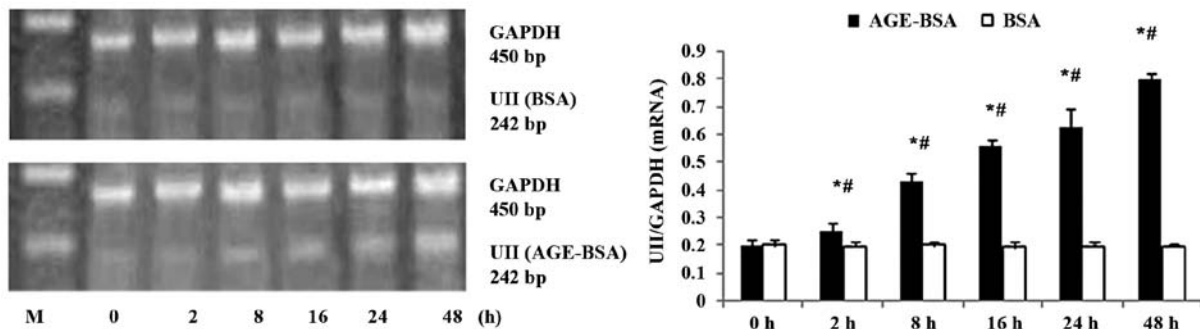 GAPDH
450 bp
UII (BSA)
242 bp
GAPDH
450 bp
UII (AGE-BSA)
242 bp
M 0 2 8 16 24 48 (h)
AGE-BSA BSA
UII/GAPDH (mRNA)
0.9
0.8
0.7
0.6
0.5
0.4
0.3
0.2
0.1
0
*#
*#
*#
*#
*#
0 h 2 h 8 h 16 h 24 h 48 h